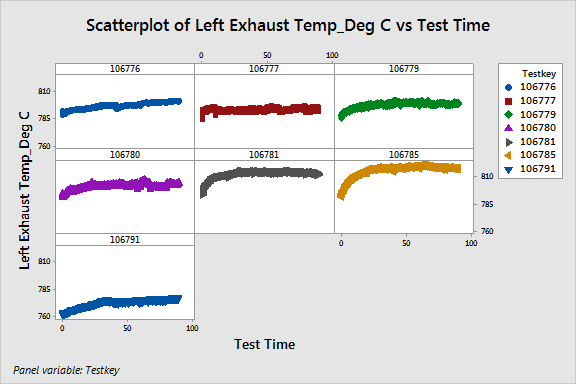 Scatterplot of Left Exhaust Temp_Deg C vs Test Time
0 50 100
106776 106777 106779
810
785
760
106780 106781 106785
810
785
760
0 50 100
106791
810
785
760
0 50 100
Left Exhaust Temp_Deg C
Test Time
Testkey
106776
106777
106779
106780
106781
106785
106791
Panel variable: Testkey